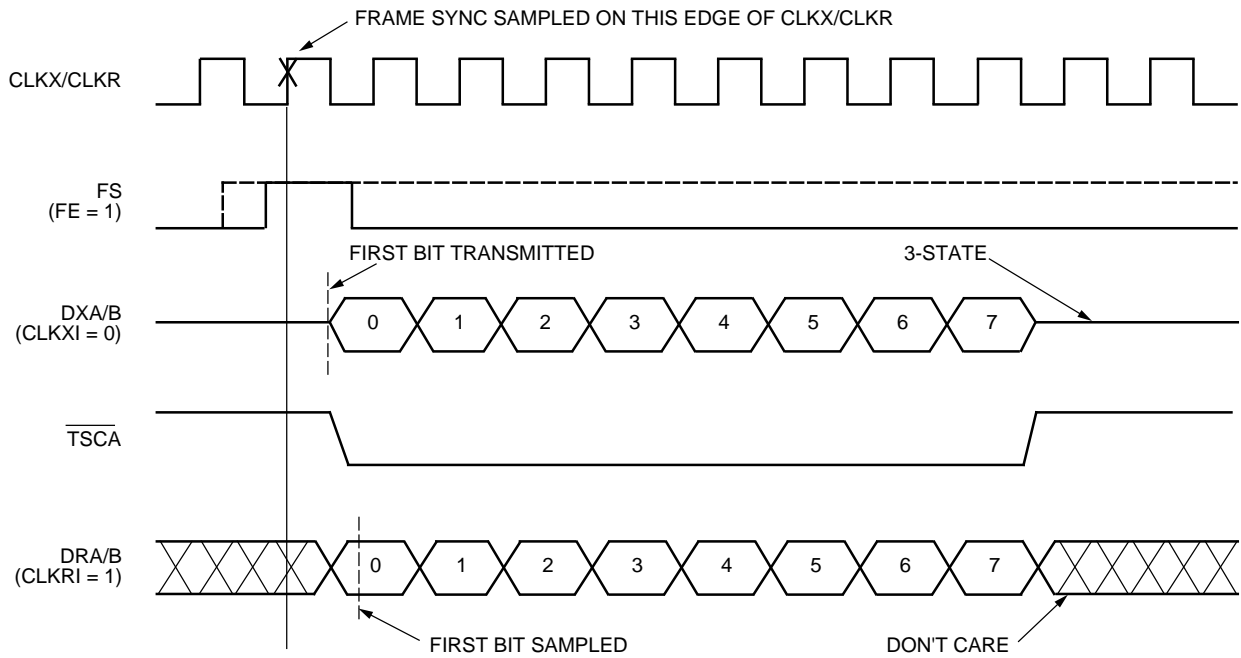 FRAME SYNC SAMPLED ON THIS EDGE OF CLKX/CLKR
CLKX/CLKR
FS
(FE = 1)
FIRST BIT TRANSMITTED
3-STATE
DXA/B
(CLKXI = 0)
0 1 2 3 4 5 6 7
TSCA
DRA/B
(CLKRI = 1)
0 1 2 3 4 5 6 7
FIRST BIT SAMPLED
DON'T CARE